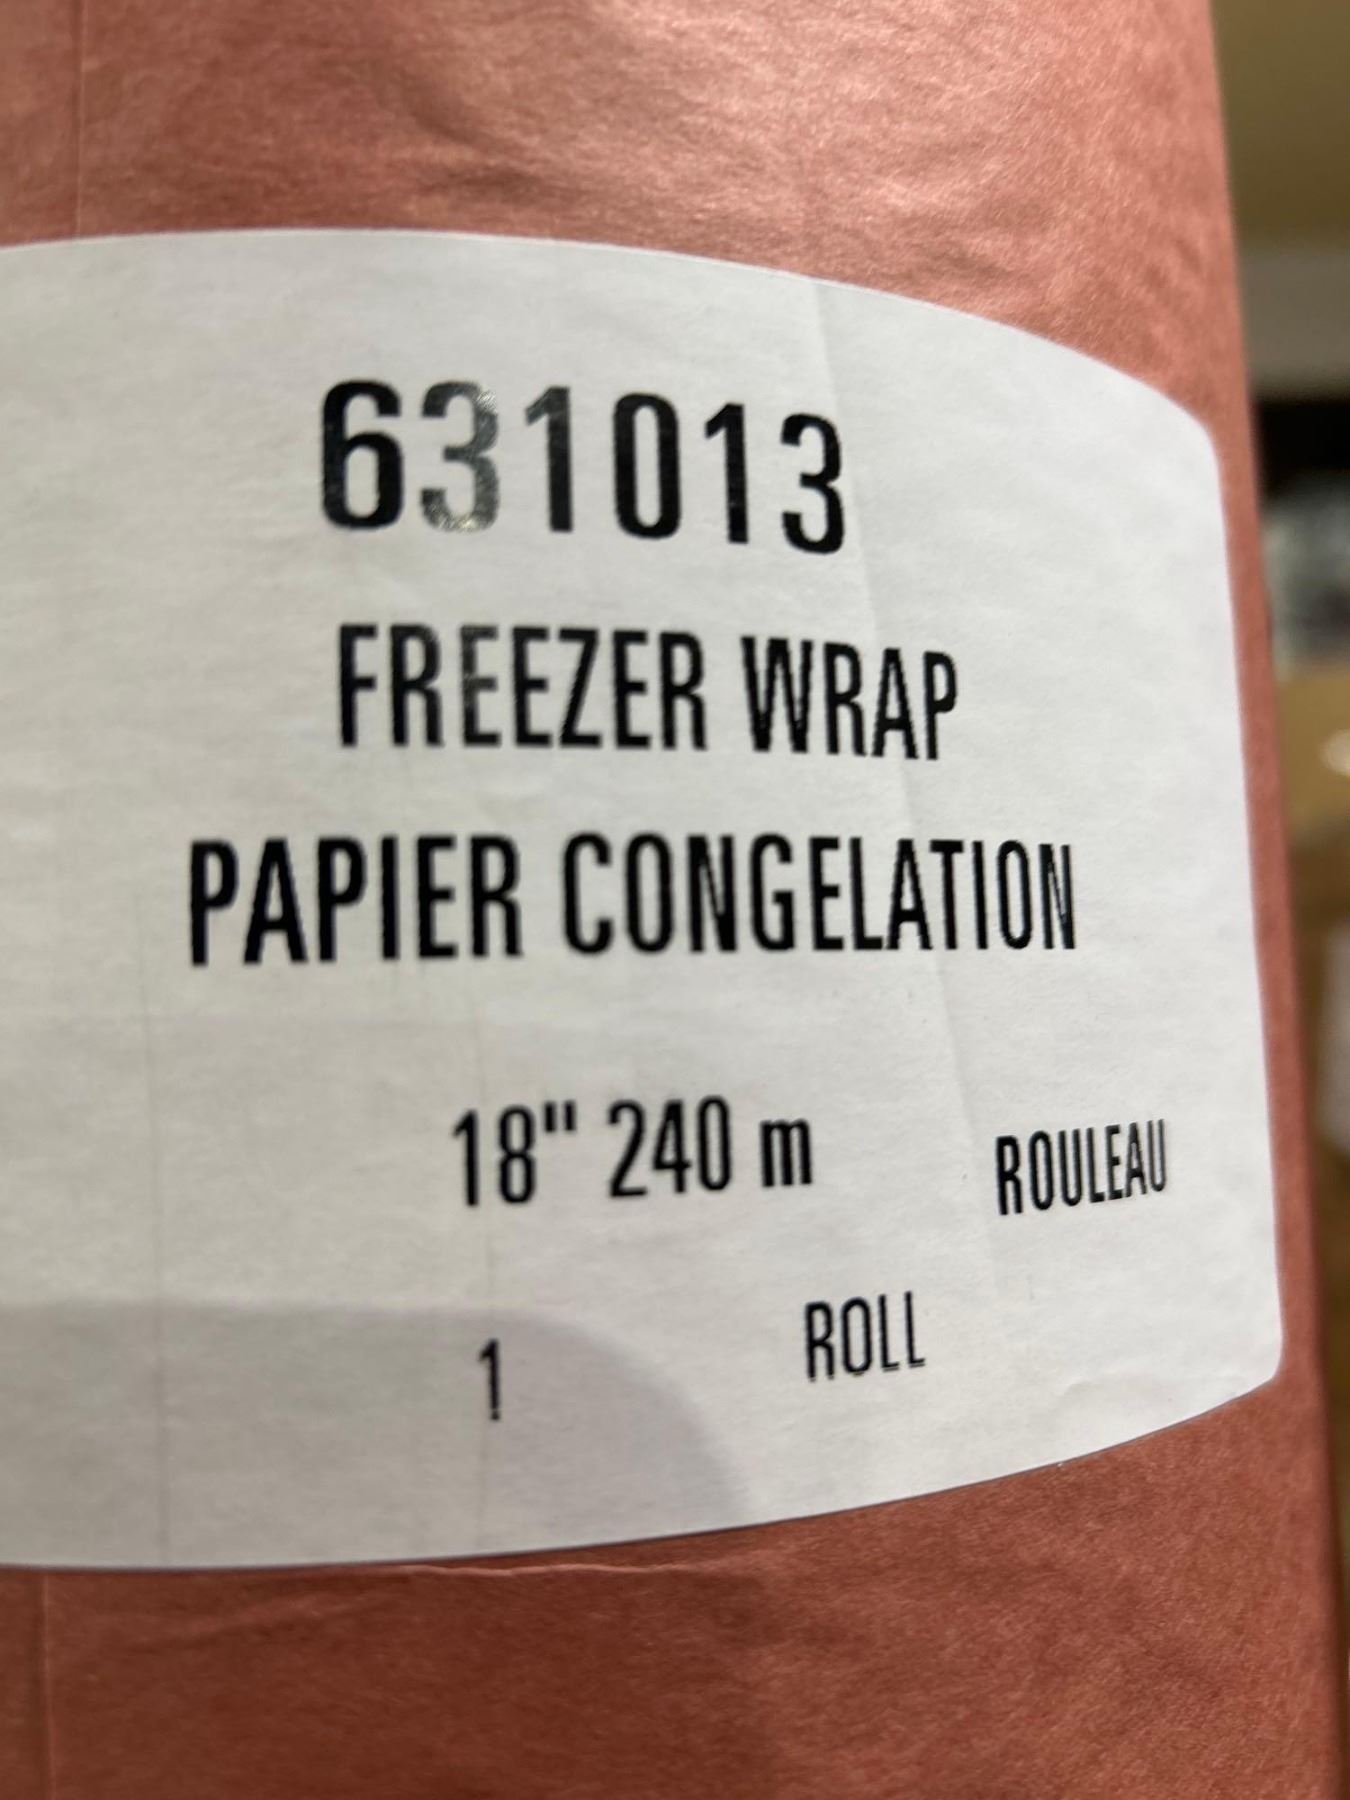 631013
FREEZER WRAP
PAPIER CONGELATION
18" 240 m ROULEAU
1 ROLL